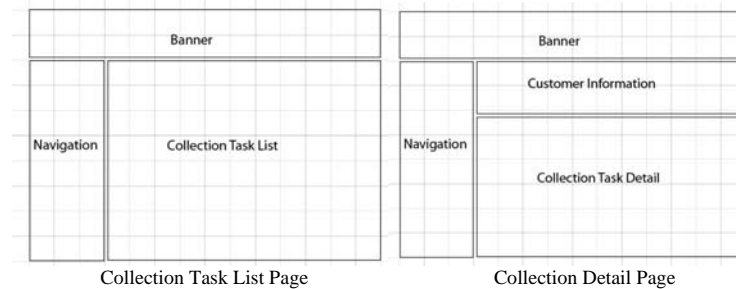 Banner
Navigation
Collection Task List
Collection Task List Page
Banner
Customer Information
Navigation
Collection Task Detail
Collection Detail Page